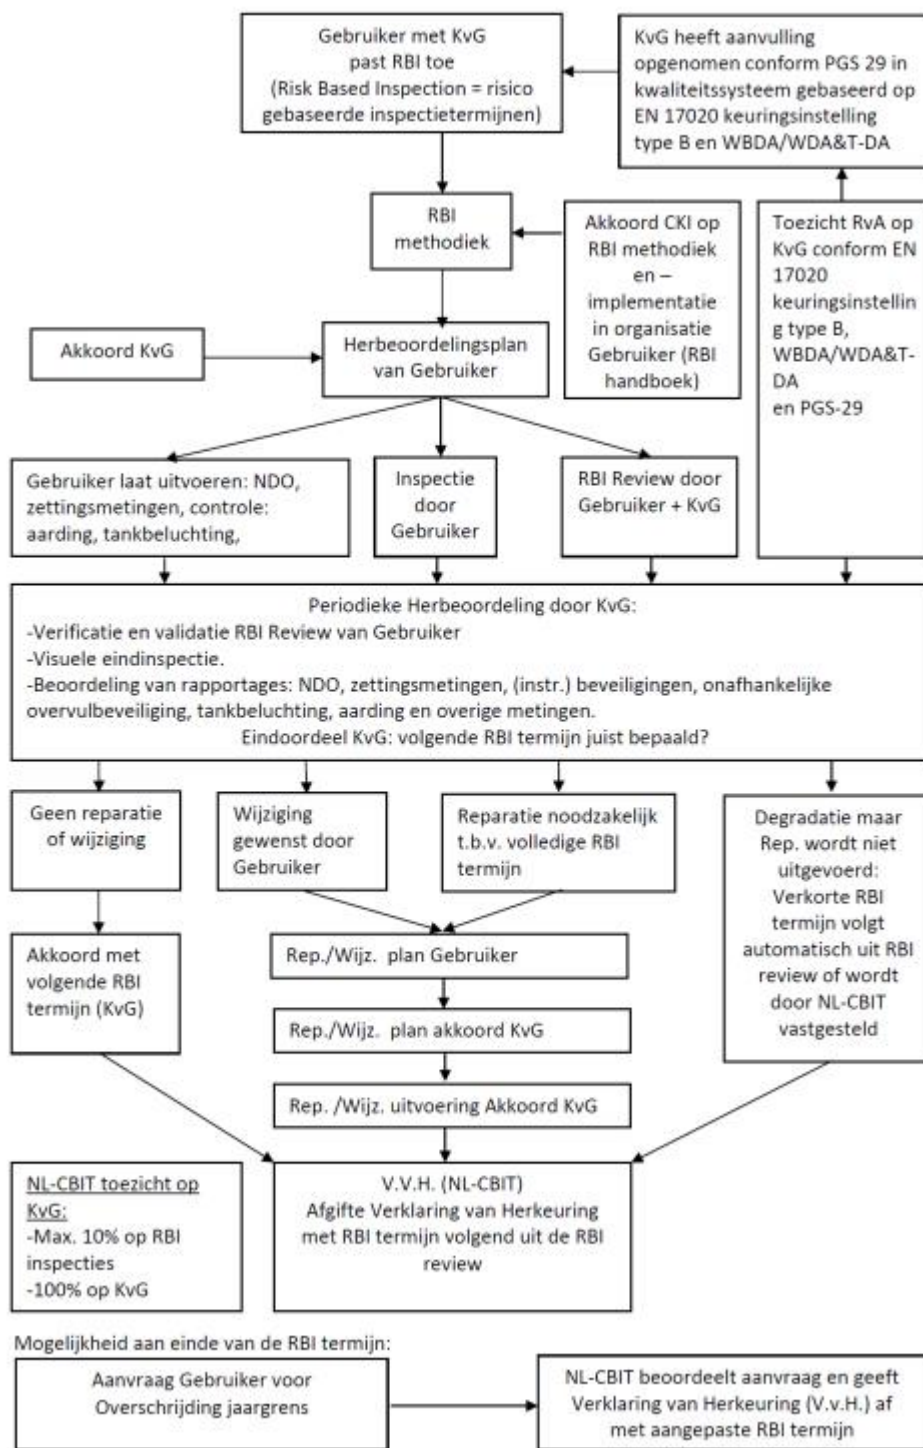 Gebruiker met KvG
past RBI toe
(Risk Based Inspection = risico
gebaseerde inspectietermijnen)
KvG heeft aanvulling
opgenomen conform PGS 29 in
kwaliteitssysteem gebaseerd op
EN 17020 keuringsinstelling
type B en WBDA/WDA&T-DA
RBI
methodiek
Akkoord CKI op
RBI methodiek
en –
implementatie
in organisatie
Gebruiker (RBI
handboek)
Toezicht RvA op
KvG conform EN
17020
keuringsinstellin
g type B,
WBDA/WDA&T-
DA
en PGS-29
Akkoord KvG
Herbeoordelingsplan
van Gebruiker
Gebruiker laat uitvoeren: NDO,
zettingsmetingen, controle:
aarding, tankbeluchting,
Inspectie
door
Gebruiker
RBI Review door
Gebruiker + KvG
Periodieke Herbeoordeling door KvG:
-Verificatie en validatie RBI Review van Gebruiker
-Visuele eindinspectie.
-Beoordeling van rapportages: NDO, zettingsmetingen, (instr.) beveiligingen, onafhankelijke
overvulbeveiliging, tankbeluchting, aarding en overige metingen.
Eindoordeel KvG: volgende RBI termijn juist bepaald?
Geen reparatie
of wijziging
Wijziging
gewenst door
Gebruiker
Reparatie noodzakelijk
t.b.v. volledige RBI
termijn
Degradatie maar
Rep. wordt niet
uitgevoerd:
Verkorte RBI
termijn volgt
automatisch uit RBI
review of wordt
door NL-CBIT
vastgesteld
Akkoord met
volgende RBI
termijn (KvG)
Rep./Wijz. plan Gebruiker
Rep./Wijz. plan akkoord KvG
Rep. /Wijz. uitvoering Akkoord KvG
NL-CBIT toezicht op
KvG:
-Max. 10% op RBI
inspecties
-100% op KvG
V.V.H. (NL-CBIT)
Afgifte Verklaring van Herkeuring
met RBI termijn volgend uit de RBI
review
Mogelijkheid aan einde van de RBI termijn:
Aanvraag Gebruiker voor
Overschrijding jaargrens
NL-CBIT beoordeelt aanvraag en geeft
Verklaring van Herkeuring (V.v.H.) af
met aangepaste RBI termijn